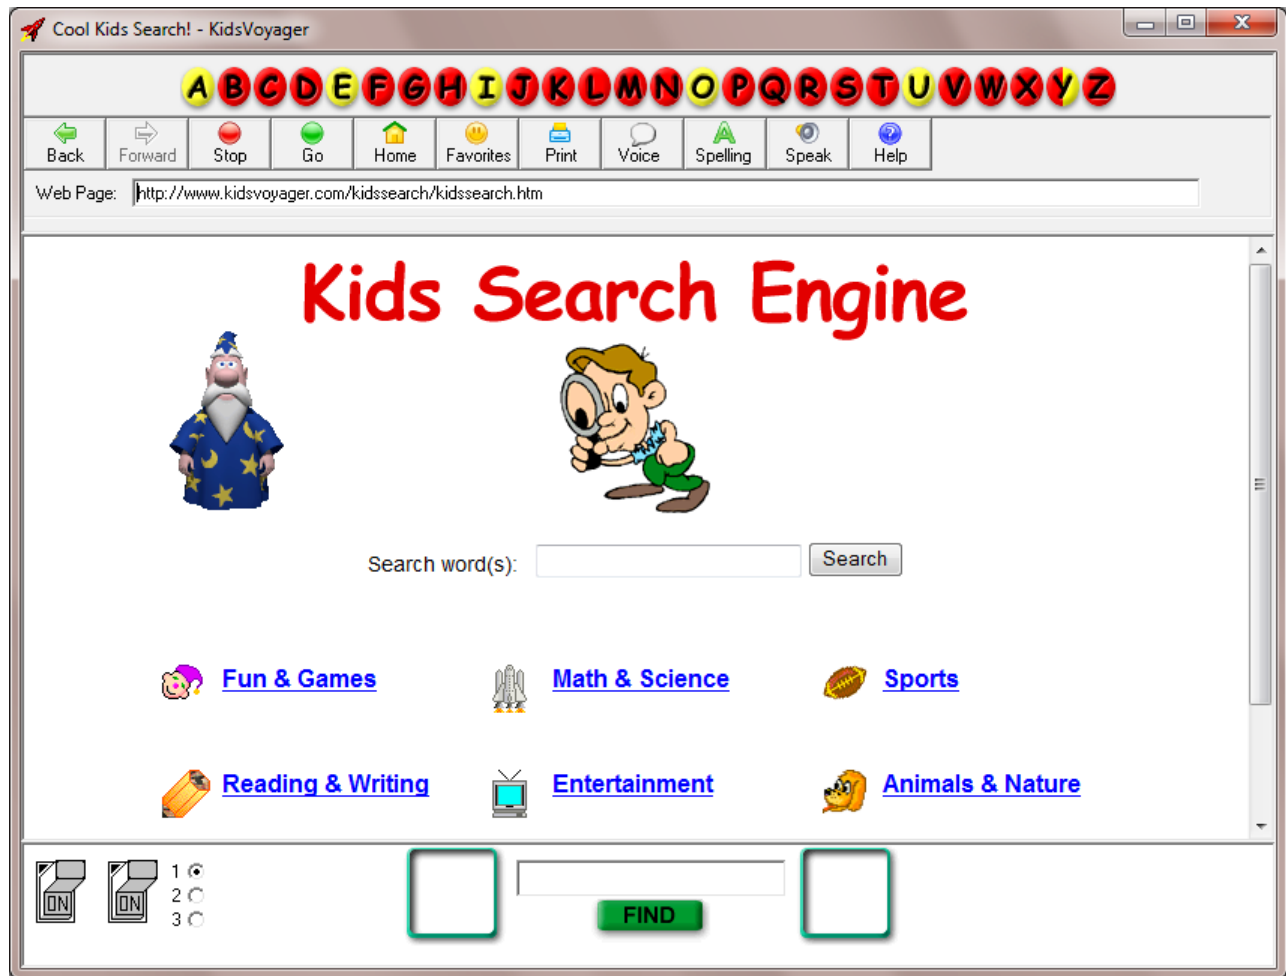 Cool Kids Search! - KidsVoyager
A B C D E F G H I J K L M N O P Q R S T U V W X Y Z
Back Forward Stop Go Home Favorites Print Voice Spelling Speak Help
Web Page: http://www.kidsvoyager.com/kidssearch/kidssearch.htm
Kids Search Engine
Search word(s): Search
Fun & Games Math & Science Sports
Reading & Writing Entertainment Animals & Nature
ON ON 1
2
3
FIND